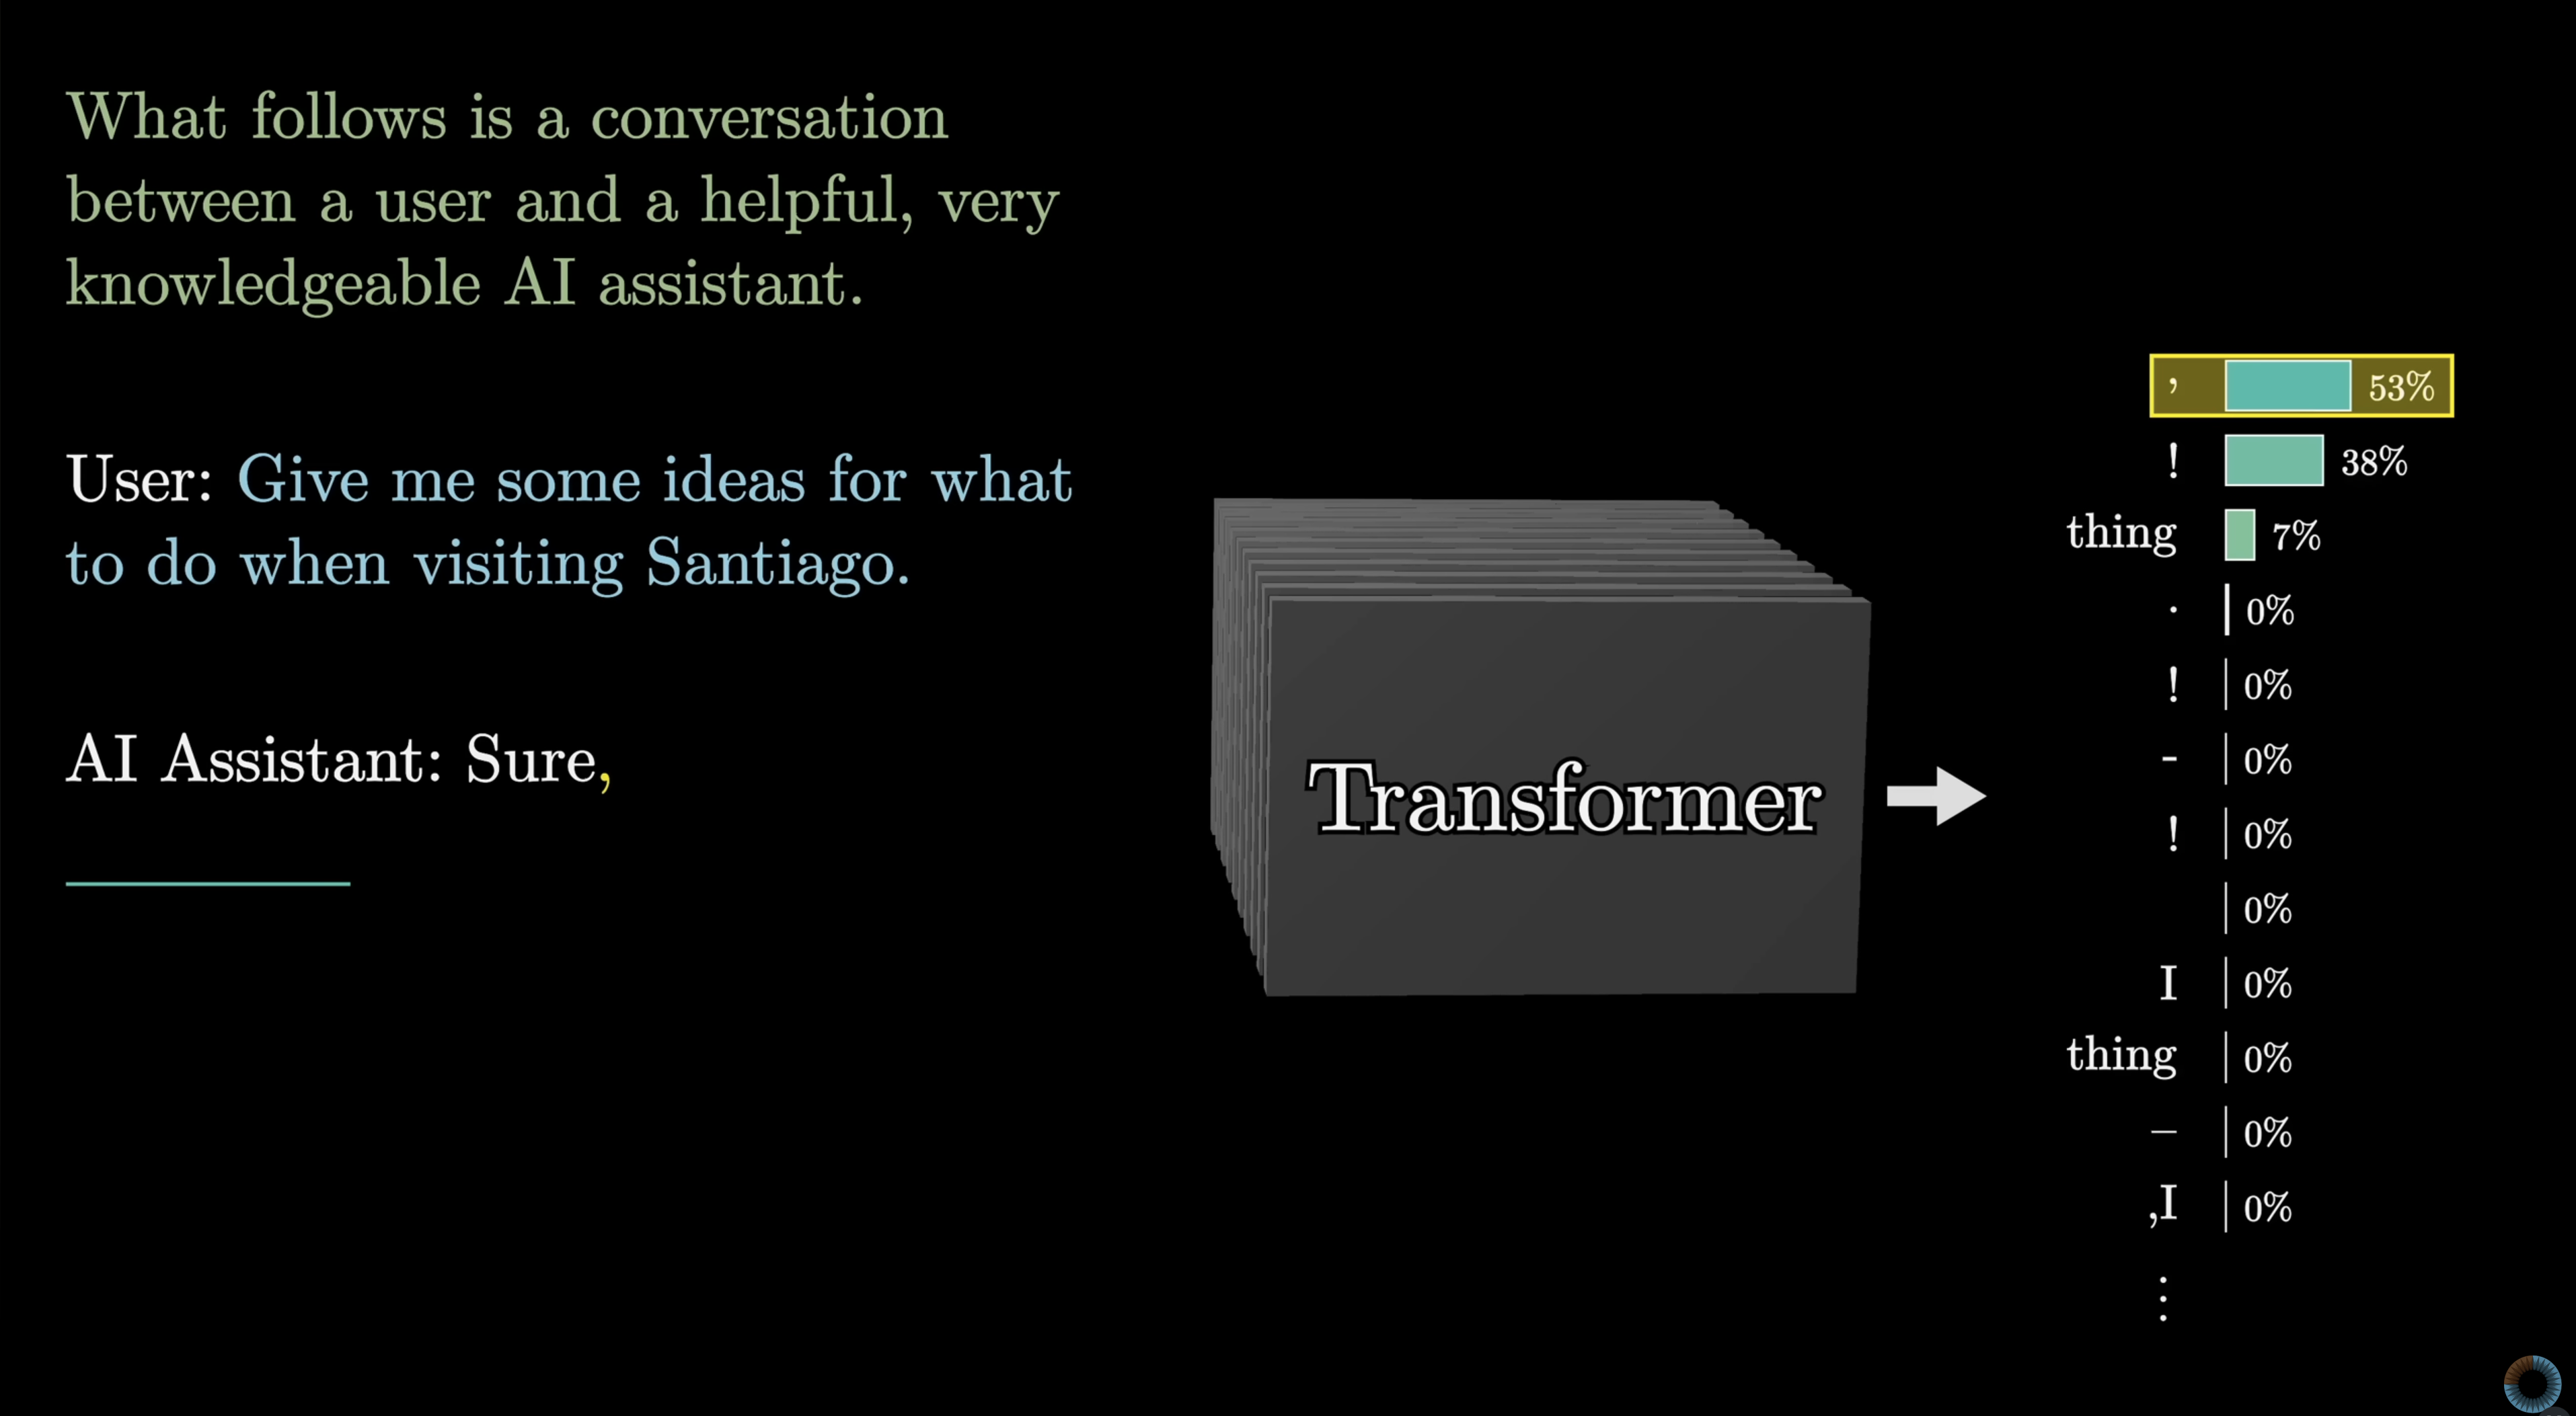 What follows is a conversation
between a user and a helpful, very
knowledgeable AI assistant.
User: Give me some ideas for what
to do when visiting Santiago.
AI Assistant: Sure,
Transformer
, 53%
! 38%
thing 7%
. 0%
! 0%
- 0%
! 0%
0%
I 0%
thing 0%
– 0%
,I 0%
⋮